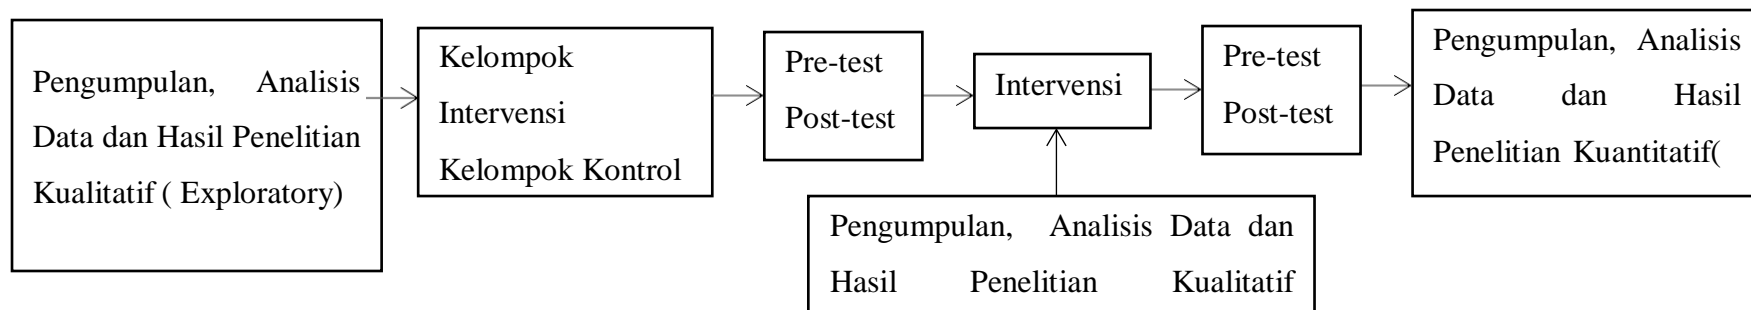 Pengumpulan, Analisis
Data dan Hasil Penelitian
Kualitatif ( Exploratory)
Kelompok
Intervensi
Kelompok Kontrol
Pre-test
Post-test
Intervensi
Pre-test
Post-test
Pengumpulan, Analisis
Data dan Hasil
Penelitian Kuantitatif(
Pengumpulan, Analisis Data dan
Hasil Penelitian Kualitatif